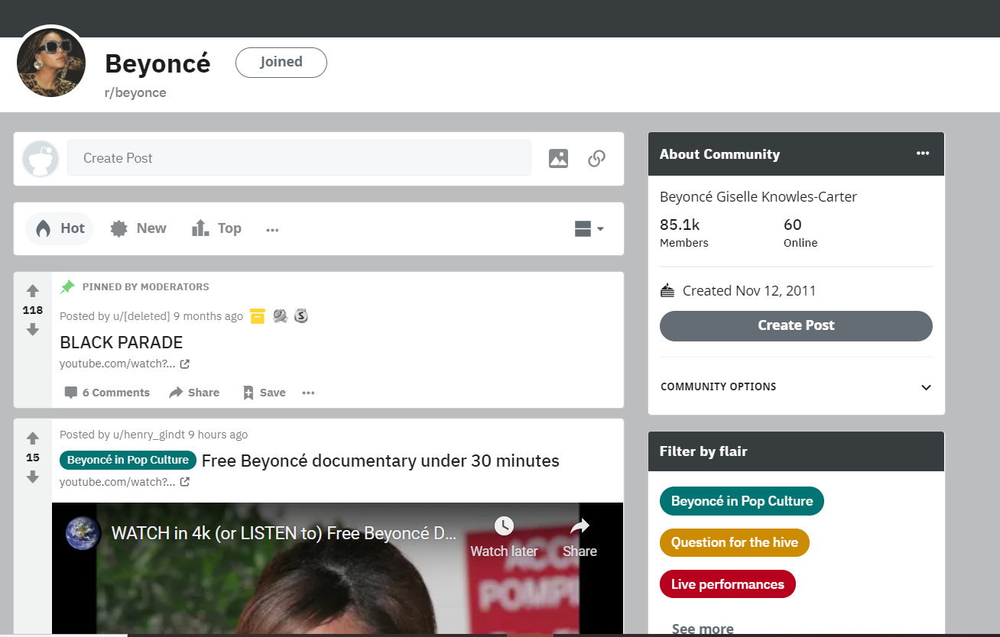 Beyoncé
Joined
r/beyonce
Create Post
Hot
New
Top
PINNED BY MODERATORS
118
Posted by u/[deleted] 9 months ago
BLACK PARADE
youtube.com/watch?...
6 Comments
Share
Save
Posted by u/henry_gindt 9 hours ago
15
Beyoncé in Pop Culture Free Beyoncé documentary under 30 minutes
youtube.com/watch?...
WATCH in 4k (or LISTEN to) Free Beyoncé D...
Watch later
Share
About Community
Beyoncé Giselle Knowles-Carter
85.1k
Members
60
Online
Created Nov 12, 2011
Create Post
COMMUNITY OPTIONS
Filter by flair
Beyoncé in Pop Culture
Question for the hive
Live performances
See more